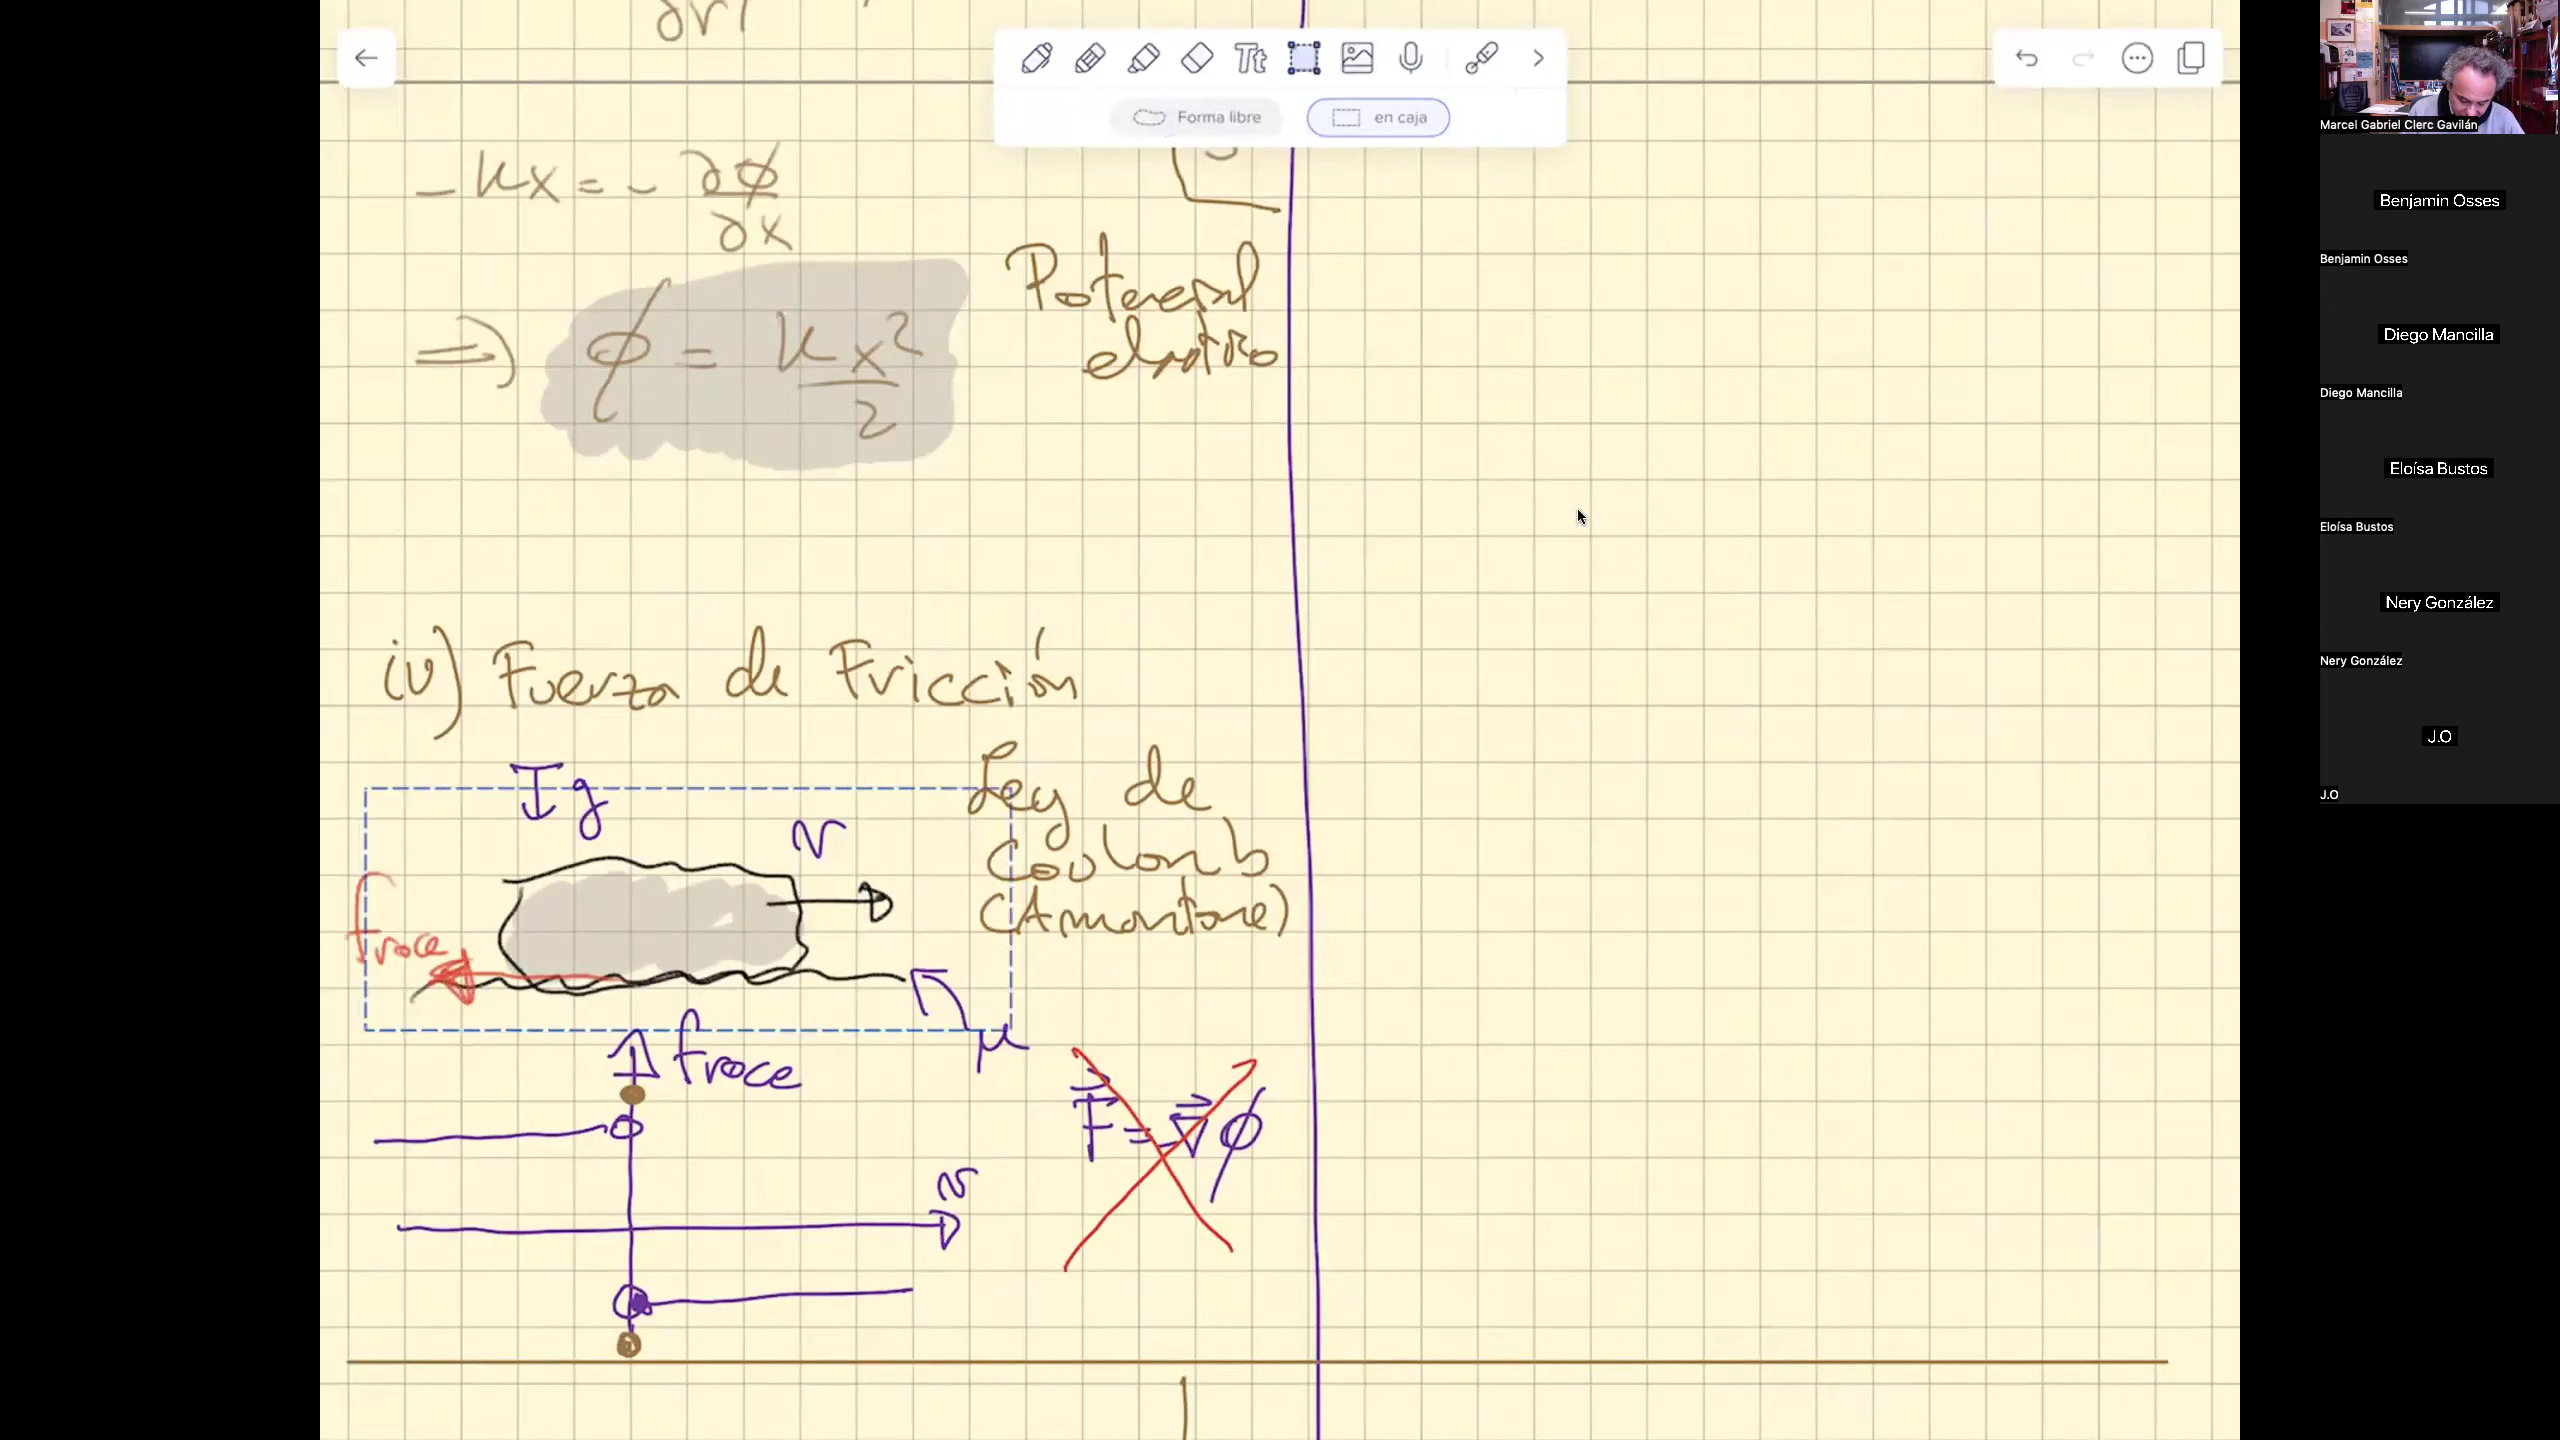 ∂r
Tt
Forma libre
en caja
- kx = - ∂ϕ/∂x
⇒ ϕ = kx²/2
Potencial
elástico
(iv) Fuerza de Fricción
g
v
froce
μ
Ley de
Coulomb
(Amontone)
froce
v
F = -∇ϕ
Marcel Gabriel Clerc Gavilán
Benjamin Osses
Benjamin Osses
Diego Mancilla
Diego Mancilla
Eloísa Bustos
Eloísa Bustos
Nery González
Nery González
J.O
J.O